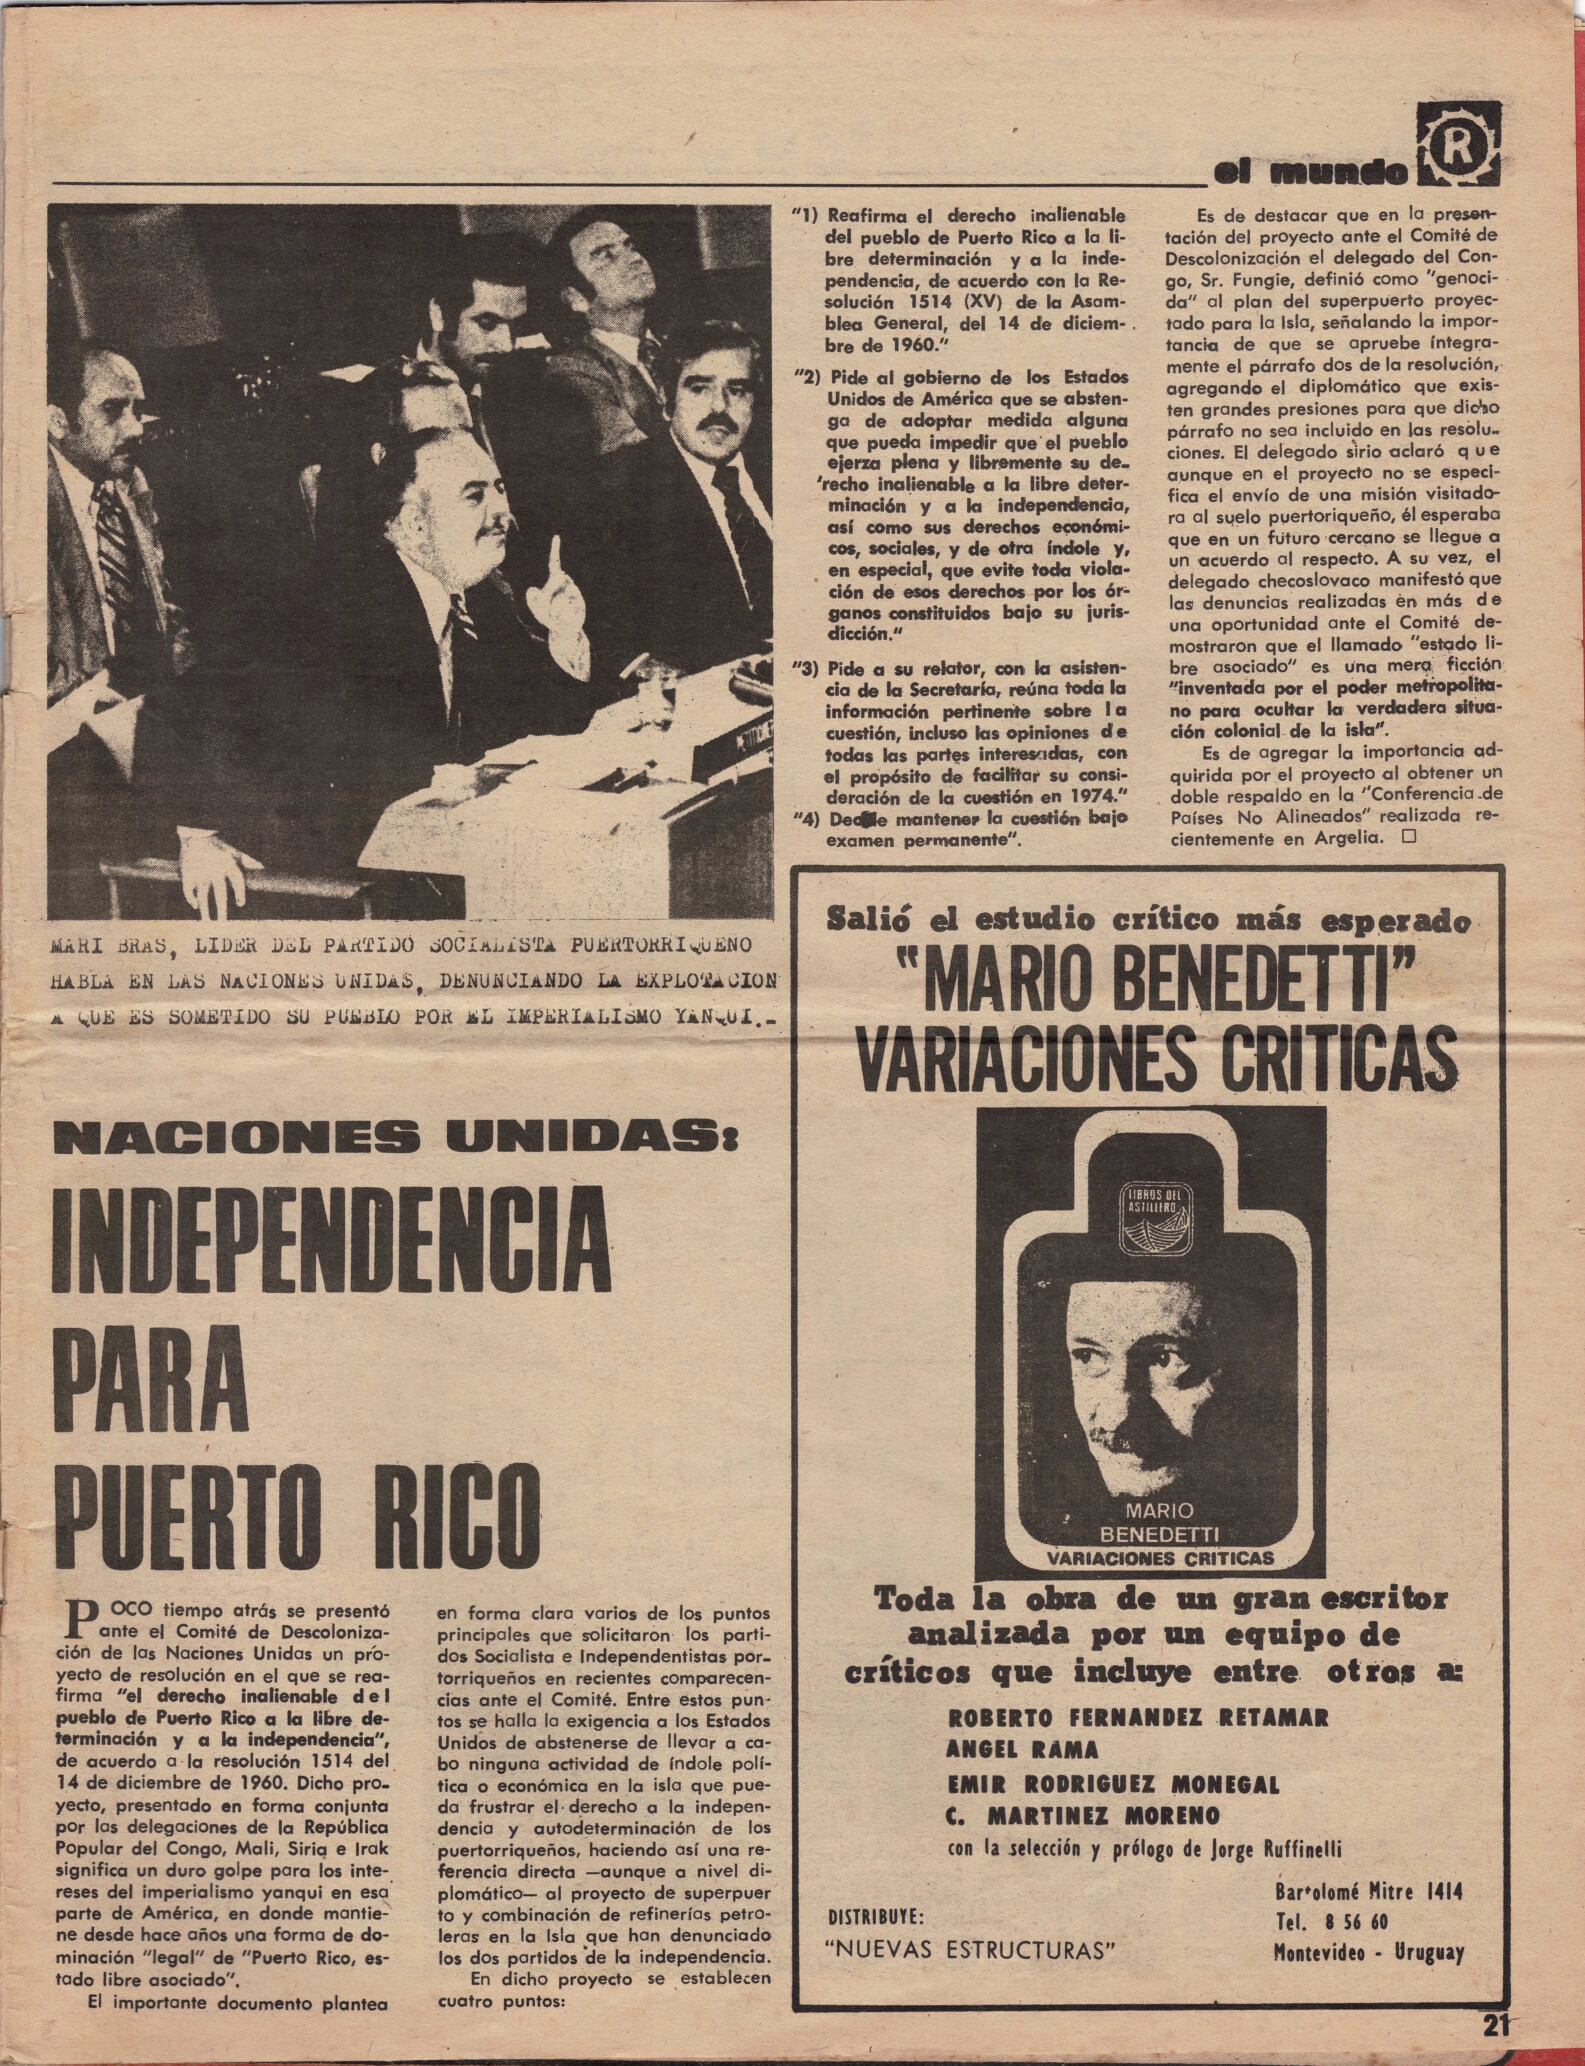 el mundo
R
PETITIONER
MARI BRAS, LIDER DEL PARTIDO SOCIALISTA PUERTORRIQUENO
HABLA EN LAS NACIONES UNIDAS, DENUNCIANDO LA EXPLOTACION
A QUE ES SOMETIDO SU PUEBLO POR EL IMPERIALISMO YANQUI.-
NACIONES UNIDAS:
INDEPENDENCIA
PARA
PUERTO RICO
POCO tiempo atrás se presentó
ante el Comité de Descoloniza-
ción de las Naciones Unidas un pro-
yecto de resolución en el que se rea-
firma "el derecho inalienable del
pueblo de Puerto Rico a la libre de-
terminación y a la independencia",
de acuerdo a la resolución 1514 del
14 de diciembre de 1960. Dicho pro-
yecto, presentado en forma conjunta
por las delegaciones de la República
Popular del Congo, Mali, Siria e Irak
significa un duro golpe para los inte-
reses del imperialismo yanqui en esa
parte de América, en donde mantie-
ne desde hace años una forma de do-
minación "legal" de "Puerto Rico, es-
tado libre asociado".
El importante documento plantea
en forma clara varios de los puntos
principales que solicitaron los parti-
dos Socialista e Independentistas por-
torriqueños en recientes comparecen-
cias ante el Comité. Entre estos pun-
tos se halla la exigencia a los Estados
Unidos de abstenerse de llevar a ca-
bo ninguna actividad de índole polí-
tica o económica en la isla que pue-
da frustrar el derecho a la indepen-
dencia y autodeterminación de los
puertorriqueños, haciendo así una re-
ferencia directa —aunque a nivel di-
plomático— al proyecto de superpuer
to y combinación de refinerías petro-
leras en la Isla que han denunciado
los dos partidos de la independencia.
En dicho proyecto se establecen
cuatro puntos:
"1) Reafirma el derecho inalienable
del pueblo de Puerto Rico a la li-
bre determinación y a la inde-
pendencia, de acuerdo con la Re-
solución 1514 (XV) de la Asam-
blea General, del 14 de diciem-
bre de 1960."
"2) Pide al gobierno de los Estados
Unidos de América que se absten-
ga de adoptar medida alguna
que pueda impedir que el pueblo
ejerza plena y libremente su de-
recho inalienable a la libre deter-
minación y a la independencia,
así como sus derechos económi-
cos, sociales, y de otra índole y,
en especial, que evite toda viola-
ción de esos derechos por los ór-
ganos constituidos bajo su juris-
dicción."
"3) Pide a su relator, con la asisten-
cia de la Secretaría, reúna toda la
información pertinente sobre la
cuestión, incluso las opiniones de
todas las partes interesadas, con
el propósito de facilitar su consi-
deración de la cuestión en 1974."
"4) Decide mantener la cuestión bajo
examen permanente".
Es de destacar que en la presen-
tación del proyecto ante el Comité de
Descolonización el delegado del Con-
go, Sr. Fungie, definió como "genoci-
da" al plan del superpuerto proyec-
tado para la Isla, señalando la impor-
tancia de que se apruebe íntegra-
mente el párrafo dos de la resolución,
agregando el diplomático que exis-
ten grandes presiones para que dicho
párrafo no sea incluido en las resolu-
ciones. El delegado sirio aclaró que
aunque en el proyecto no se especi-
fica el envío de una misión visitado-
ra al suelo puertoriqueño, él esperaba
que en un futuro cercano se llegue a
un acuerdo al respecto. A su vez, el
delegado checoslovaco manifestó que
las denuncias realizadas en más de
una oportunidad ante el Comité de-
mostraron que el llamado "estado li-
bre asociado" es una mera ficción
"inventada por el poder metropolita-
no para ocultar la verdadera situa-
ción colonial de la isla".
Es de agregar la importancia ad-
quirida por el proyecto al obtener un
doble respaldo en la "Conferencia de
Países No Alineados" realizada re-
cientemente en Argelia. □
Salió el estudio crítico más esperado
"MARIO BENEDETTI"
VARIACIONES CRITICAS
LIBROS DEL
ASTILLERO
MARIO
BENEDETTI
VARIACIONES CRITICAS
Toda la obra de un gran escritor
analizada por un equipo de
críticos que incluye entre otros a:
ROBERTO FERNANDEZ RETAMAR
ANGEL RAMA
EMIR RODRIGUEZ MONEGAL
C. MARTINEZ MORENO
con la selección y prólogo de Jorge Ruffinelli
DISTRIBUYE:
"NUEVAS ESTRUCTURAS"
Bartolomé Mitre 1414
Tel. 8 56 60
Montevideo - Uruguay
21